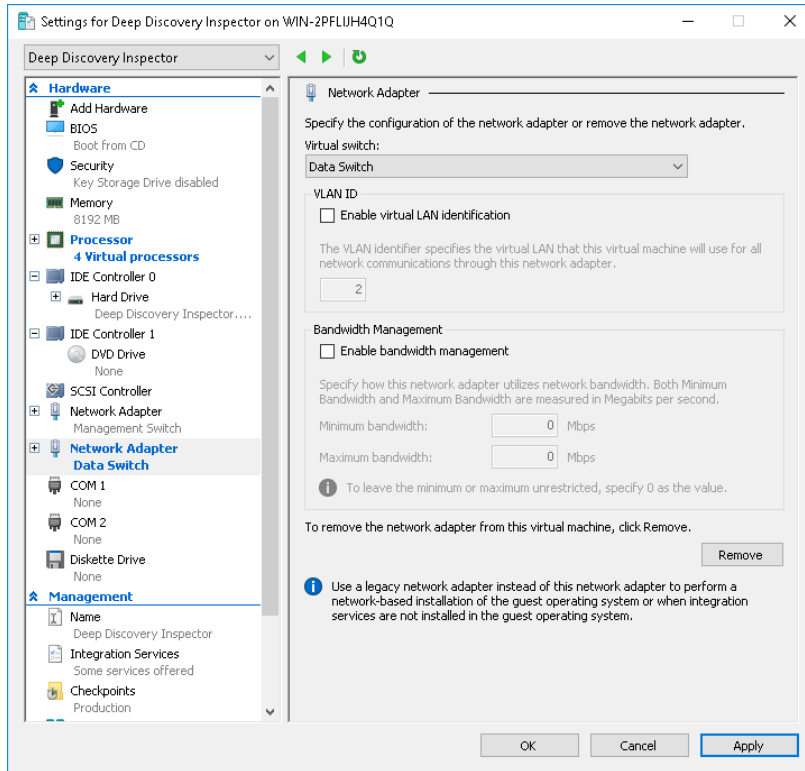 Settings for Deep Discovery Inspector on WIN-2PFLIJH4Q1Q
Deep Discovery Inspector
Hardware
Add Hardware
BIOS
Boot from CD
Security
Key Storage Drive disabled
Memory
8192 MB
Processor
4 Virtual processors
IDE Controller 0
Hard Drive
Deep Discovery Inspector....
IDE Controller 1
DVD Drive
None
SCSI Controller
Network Adapter
Management Switch
Network Adapter
Data Switch
COM 1
None
COM 2
None
Diskette Drive
None
Management
Name
Deep Discovery Inspector
Integration Services
Some services offered
Checkpoints
Production
Network Adapter
Specify the configuration of the network adapter or remove the network adapter.
Virtual switch:
Data Switch
VLAN ID
Enable virtual LAN identification
The VLAN identifier specifies the virtual LAN that this virtual machine will use for all
network communications through this network adapter.
2
Bandwidth Management
Enable bandwidth management
Specify how this network adapter utilizes network bandwidth. Both Minimum
Bandwidth and Maximum Bandwidth are measured in Megabits per second.
Minimum bandwidth: 0 Mbps
Maximum bandwidth: 0 Mbps
To leave the minimum or maximum unrestricted, specify 0 as the value.
To remove the network adapter from this virtual machine, click Remove.
Remove
Use a legacy network adapter instead of this network adapter to perform a
network-based installation of the guest operating system or when integration
services are not installed in the guest operating system.
OK Cancel Apply